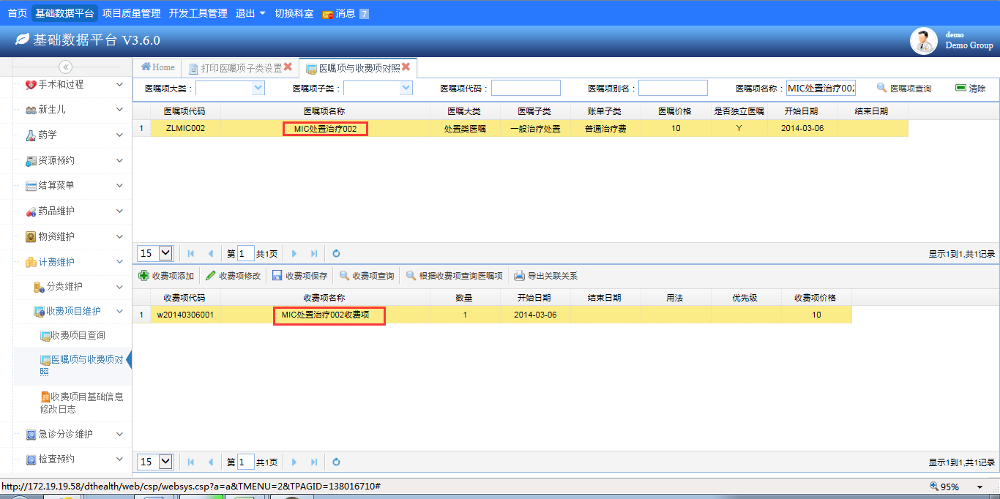 首页 基础数据平台 项目质量管理 开发工具管理 退出 切换科室 消息 7
基础数据平台 V3.6.0
demo
Demo Group
手术和过程
新生儿
药学
资源预约
结算菜单
药品维护
物资维护
计费维护
分类维护
收费项目维护
收费项目查询
医嘱项与收费项对
照
收费项目基础信息
修改日志
急诊分诊维护
检查预约
Home 打印医嘱项子类设置 医嘱项与收费项对照
医嘱项大类： 医嘱项子类： 医嘱项代码： 医嘱项别名： 医嘱项名称： MIC处置治疗002 医嘱项查询 清除
医嘱项代码 医嘱项名称 医嘱大类 医嘱子类 账单子类 医嘱价格 是否独立医嘱 开始日期 结束日期
1 ZLMIC002 MIC处置治疗002 处置类医嘱 一般治疗处置 普通治疗费 10 Y 2014-03-06
15 第 1 共1页 显示1到1,共1记录
收费项添加 收费项修改 收费项保存 收费项查询 根据收费项查询医嘱项 导出关联关系
收费项代码 收费项名称 数量 开始日期 结束日期 用法 优先级 收费项价格
1 w20140306001 MIC处置治疗002收费项 1 2014-03-06 10
15 第 1 共1页 显示1到1,共1记录
http://172.19.19.58/dthealth/web/csp/websys.csp?a=a&TMENU=2&TPAGID=138016710# 95%